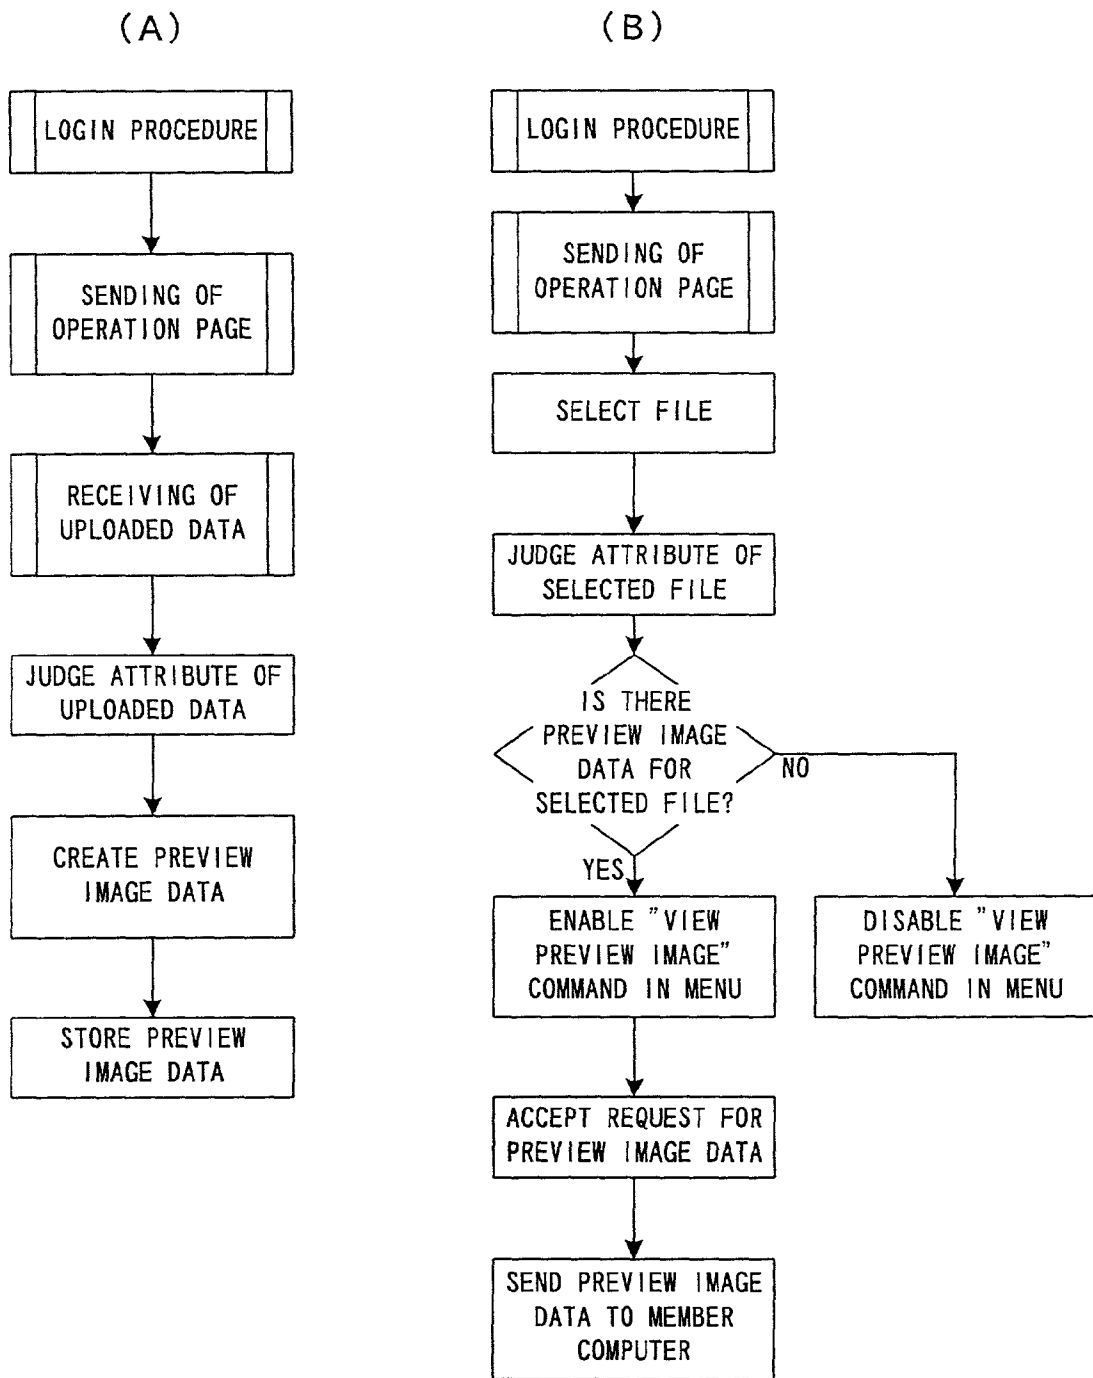 (A)
LOGIN PROCEDURE
SENDING OF
OPERATION PAGE
RECEIVING OF
UPLOADED DATA
JUDGE ATTRIBUTE OF
UPLOADED DATA
CREATE PREVIEW
IMAGE DATA
STORE PREVIEW
IMAGE DATA
(B)
LOGIN PROCEDURE
SENDING OF
OPERATION PAGE
SELECT FILE
JUDGE ATTRIBUTE OF
SELECTED FILE
IS THERE
PREVIEW IMAGE
DATA FOR
SELECTED FILE?
NO
YES
ENABLE "VIEW
PREVIEW IMAGE"
COMMAND IN MENU
DISABLE "VIEW
PREVIEW IMAGE"
COMMAND IN MENU
ACCEPT REQUEST FOR
PREVIEW IMAGE DATA
SEND PREVIEW IMAGE
DATA TO MEMBER
COMPUTER